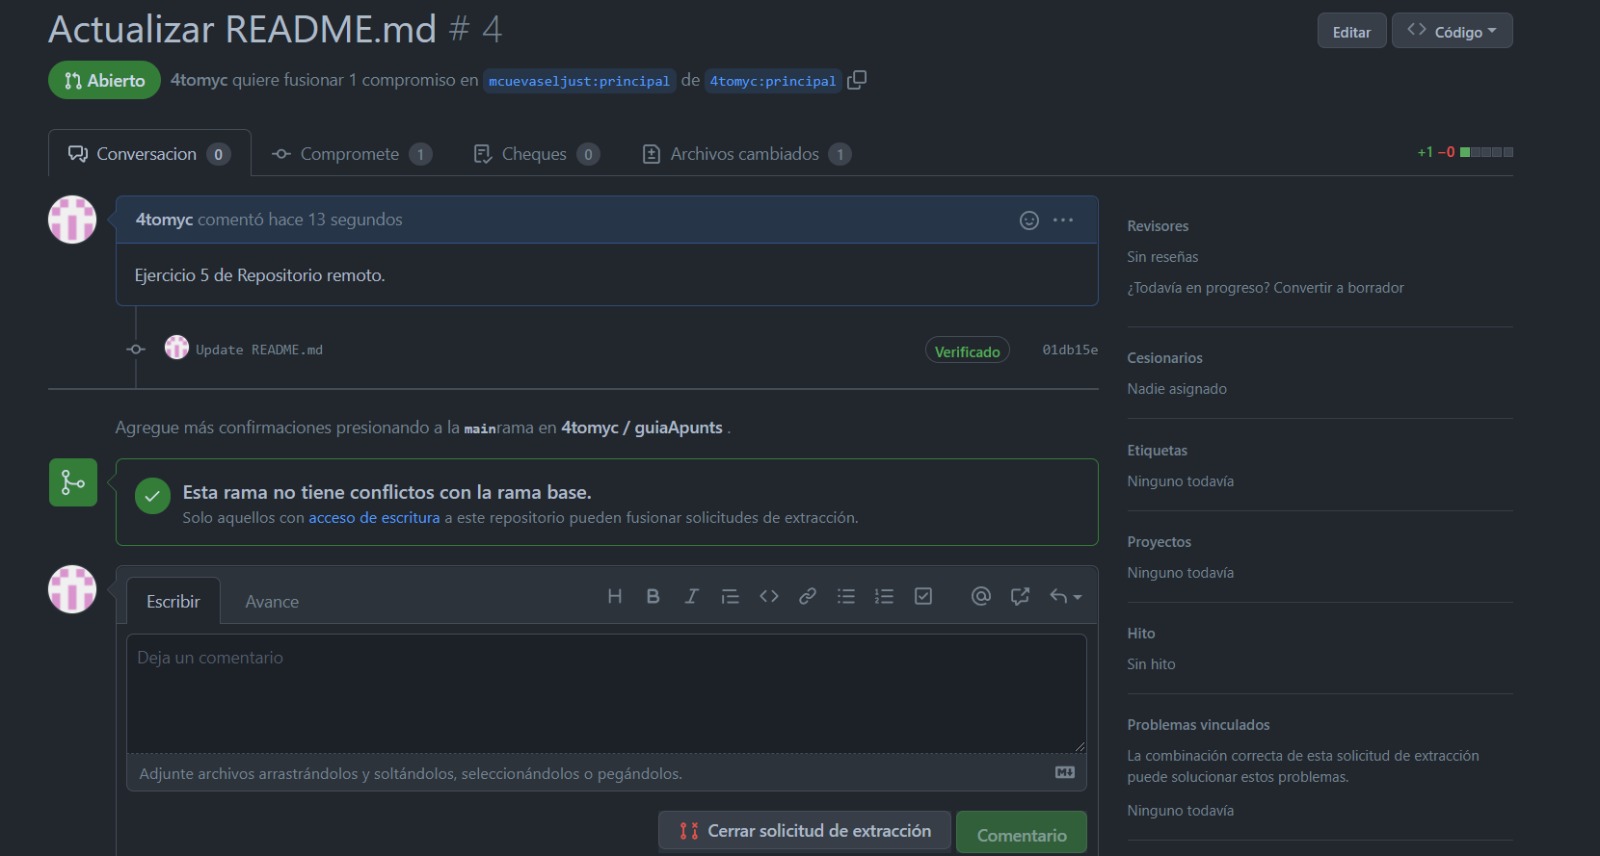 Actualizar README.md # 4
Editar
Código
Abierto
4tomyc quiere fusionar 1 compromiso en mcuevaseljust:principal de 4tomyc:principal
Conversacion 0
Compromete 1
Cheques 0
Archivos cambiados 1
+1 −0
4tomyc comentó hace 13 segundos
Ejercicio 5 de Repositorio remoto.
Update README.md
Verificado
01db15e
Agregue más confirmaciones presionando a la mainrama en 4tomyc / guiaApunts .
Esta rama no tiene conflictos con la rama base.
Solo aquellos con acceso de escritura a este repositorio pueden fusionar solicitudes de extracción.
Escribir
Avance
Deja un comentario
Adjunte archivos arrastrándolos y soltándolos, seleccionándolos o pegándolos.
Cerrar solicitud de extracción
Comentario
Revisores
Sin reseñas
¿Todavía en progreso? Convertir a borrador
Cesionarios
Nadie asignado
Etiquetas
Ninguno todavía
Proyectos
Ninguno todavía
Hito
Sin hito
Problemas vinculados
La combinación correcta de esta solicitud de extracción
puede solucionar estos problemas.
Ninguno todavía